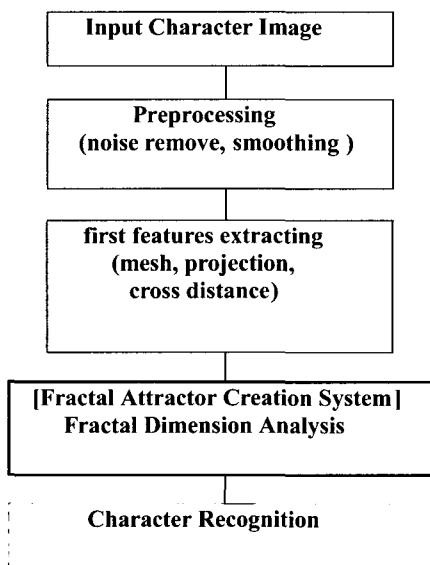 Input Character Image
Preprocessing
(noise remove, smoothing )
first features extracting
(mesh, projection,
cross distance)
[Fractal Attractor Creation System]
Fractal Dimension Analysis
Character Recognition